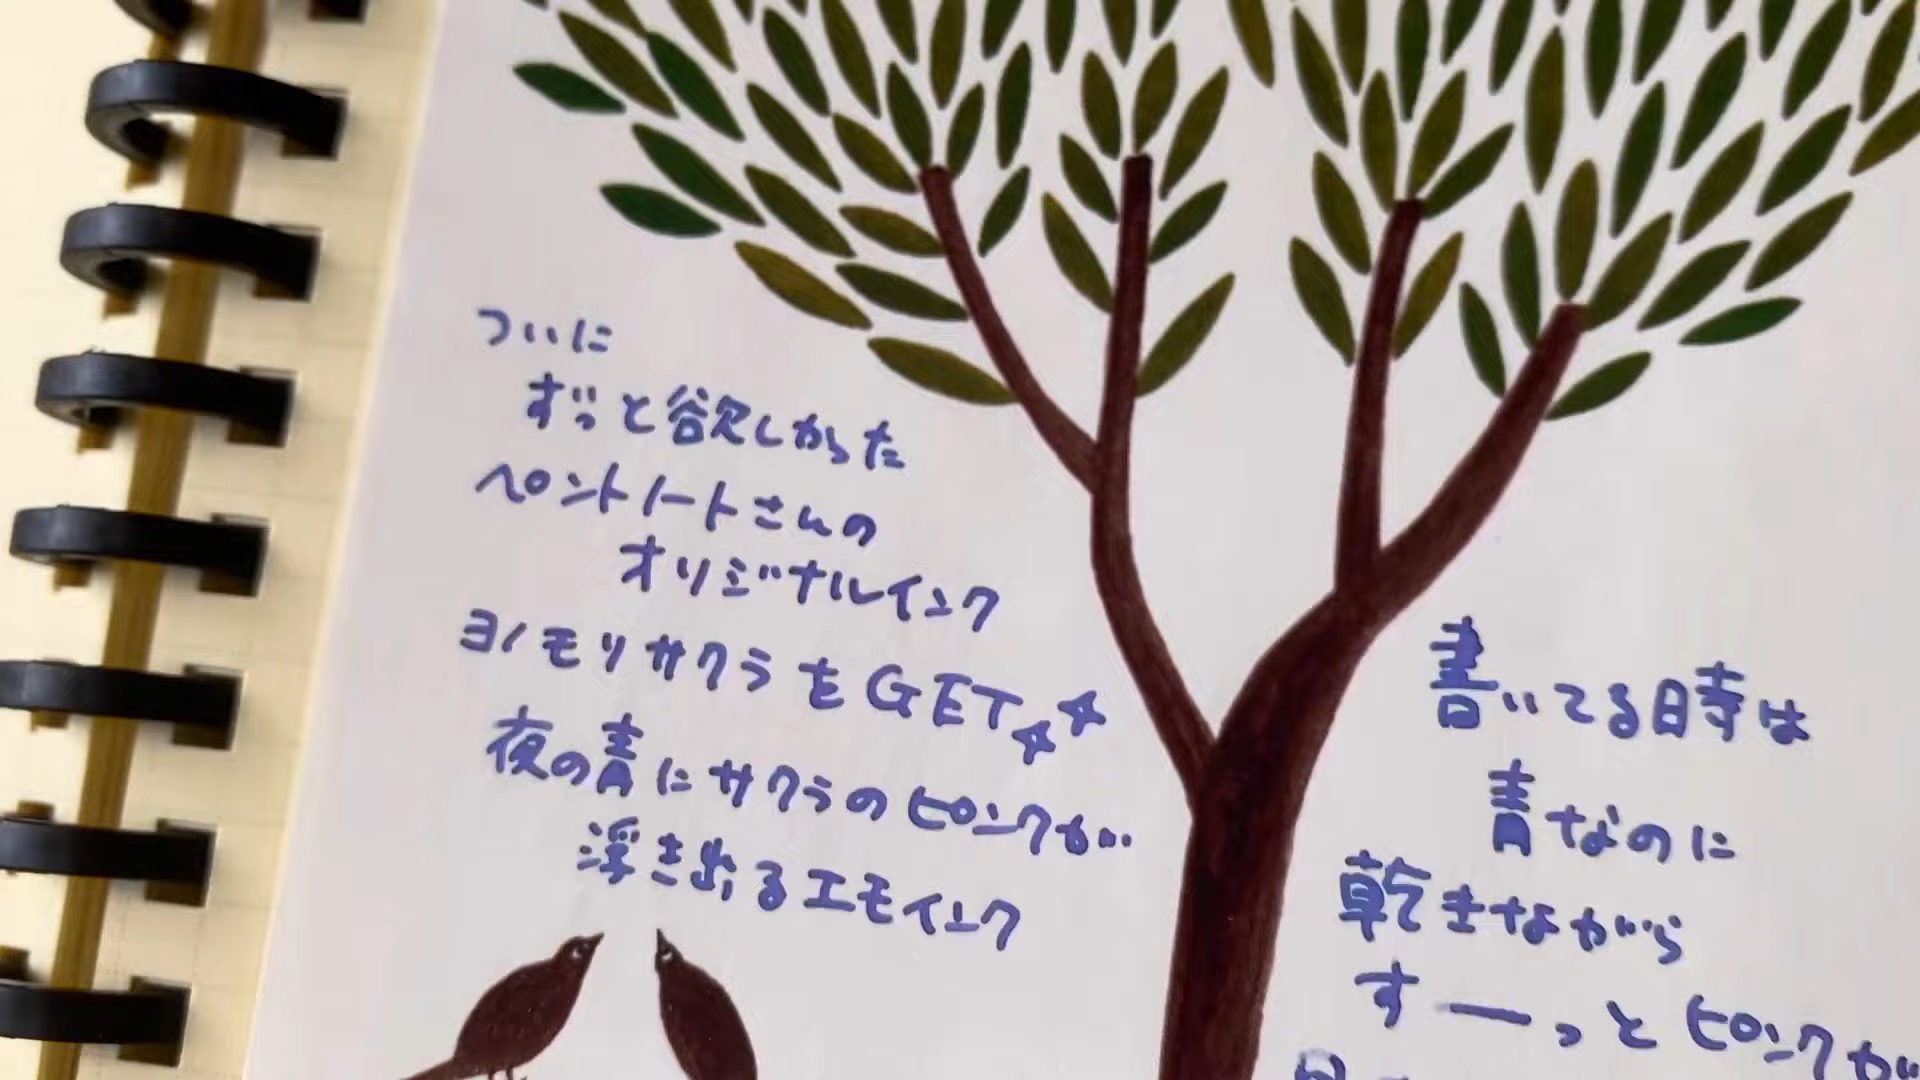 ついに
ずっと欲しかった
ペントノートさんの
オリジナルインク
ヨノモリサクラをGET☆☆
夜の青にサクラのピンクが…
浮き出るエモインク
書いてる時は
青なのに
乾きながら
すーっとピンクが